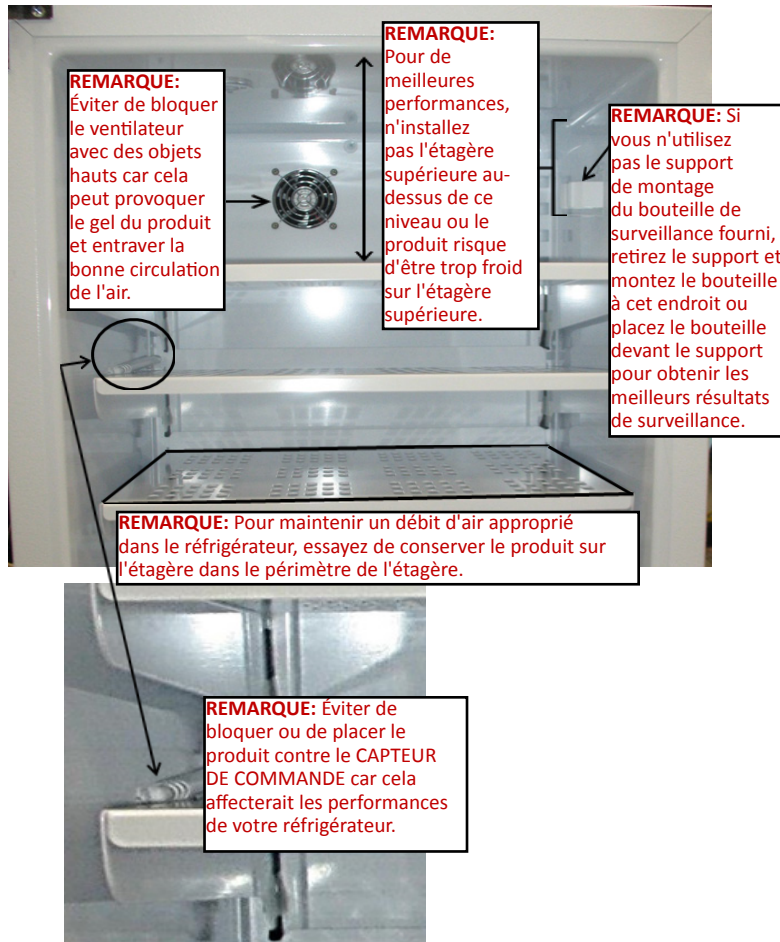 REMARQUE:
Éviter de bloquer
le ventilateur
avec des objets
hauts car cela
peut provoquer
le gel du produit
et entraver la
bonne circulation
de l'air.
REMARQUE:
Pour de
meilleures
performances,
n'installez
pas l'étagère
supérieure au-
dessus de ce
niveau ou le
produit risque
d'être trop froid
sur l'étagère
supérieure.
REMARQUE: Si
vous n'utilisez
pas le support
de montage
du bouteille de
surveillance fourni,
retirez le support et
montez le bouteille
à cet endroit ou
placez le bouteille
devant le support
pour obtenir les
meilleurs résultats
de surveillance.
REMARQUE: Pour maintenir un débit d'air approprié
dans le réfrigérateur, essayez de conserver le produit sur
l'étagère dans le périmètre de l'étagère.
REMARQUE: Éviter de
bloquer ou de placer le
produit contre le CAPTEUR
DE COMMANDE car cela
affecterait les performances
de votre réfrigérateur.